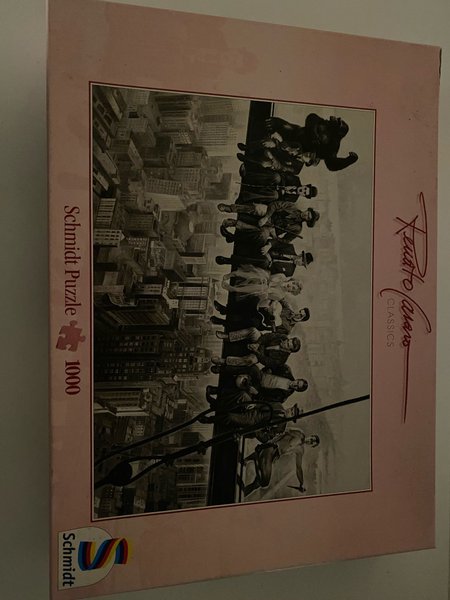 Renato Casaro
CLASSICS
Schmidt Puzzle 1000
Schmidt